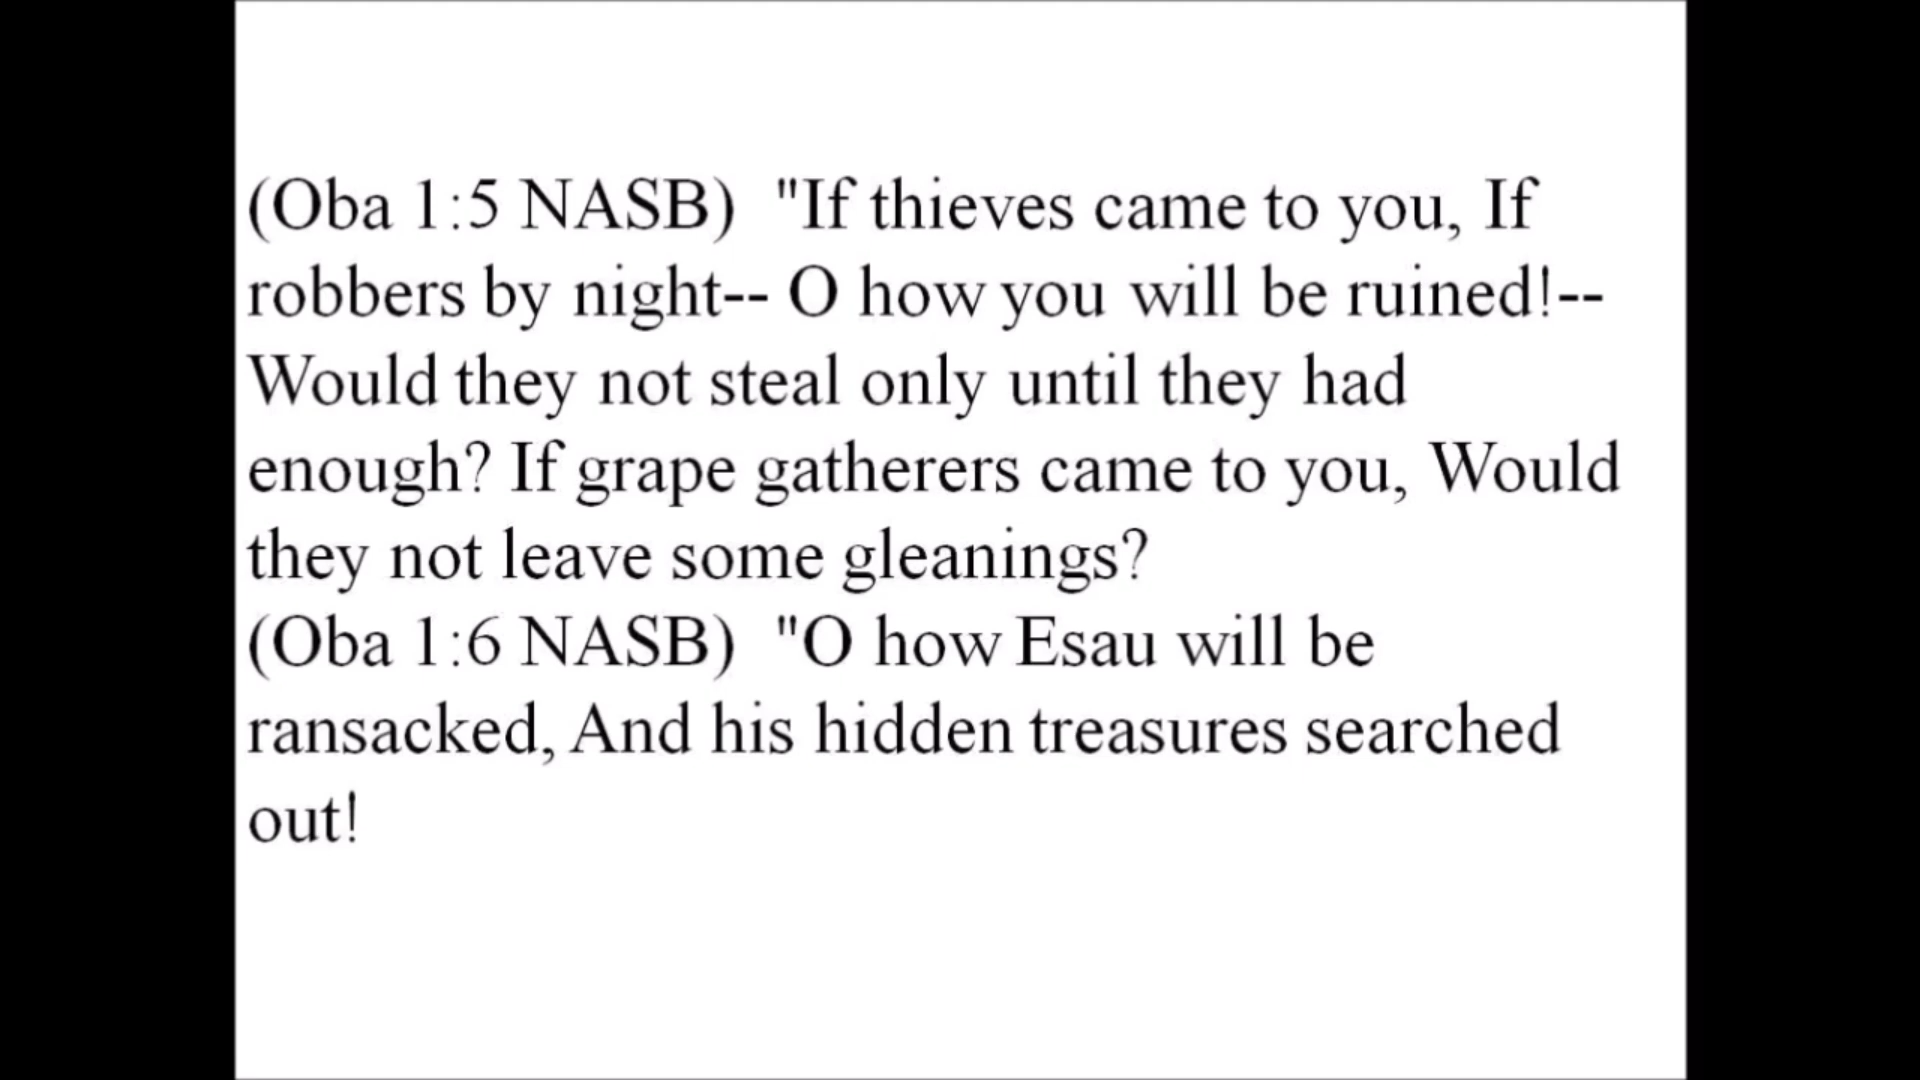 (Oba 1:5 NASB)  "If thieves came to you, If
robbers by night-- O how you will be ruined!--
Would they not steal only until they had
enough? If grape gatherers came to you, Would
they not leave some gleanings?
(Oba 1:6 NASB)  "O how Esau will be
ransacked, And his hidden treasures searched
out!